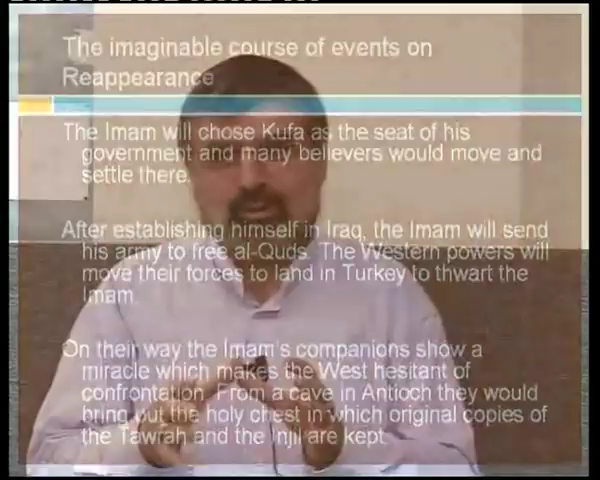 The imaginable course of events on
Reappearance
The Imam will chose Kufa as the seat of his
government and many believers would move and
settle there.
After establishing himself in Iraq, the Imam will send
his army to free al-Quds. The Western powers will
move their forces to land in Turkey to thwart the
Imam.
On their way the Imam's companions show a
miracle which makes the West hesitant of
confrontation. From a cave in Antioch they would
bring out the holy chest in which original copies of
the Tawrah and the Injil are kept.